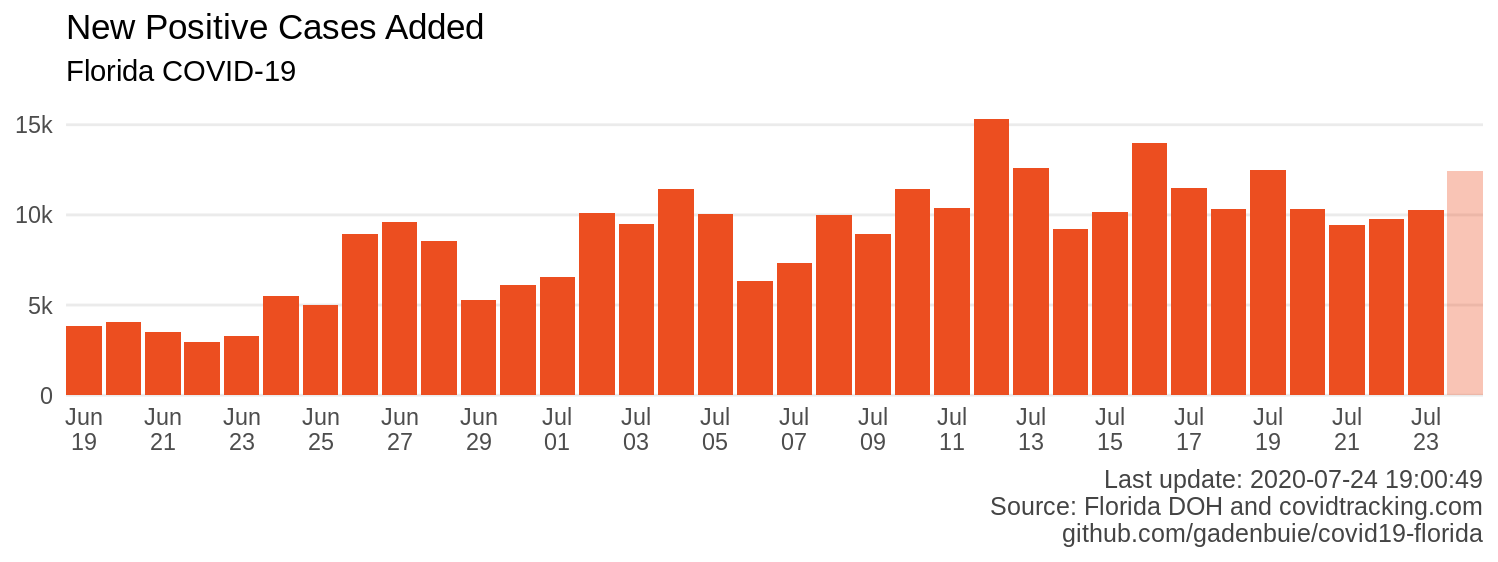 New Positive Cases Added
Florida COVID-19
15k
10k
5k
0
Jun Jun Jun Jun Jun Jun Jul Jul Jul Jul Jul Jul Jul Jul Jul Jul Jul Jul
19 21 23 25 27 29 01 03 05 07 09 11 13 15 17 19 21 23
Last update: 2020-07-24 19:00:49
Source: Florida DOH and covidtracking.com
github.com/gadenbuie/covid19-florida